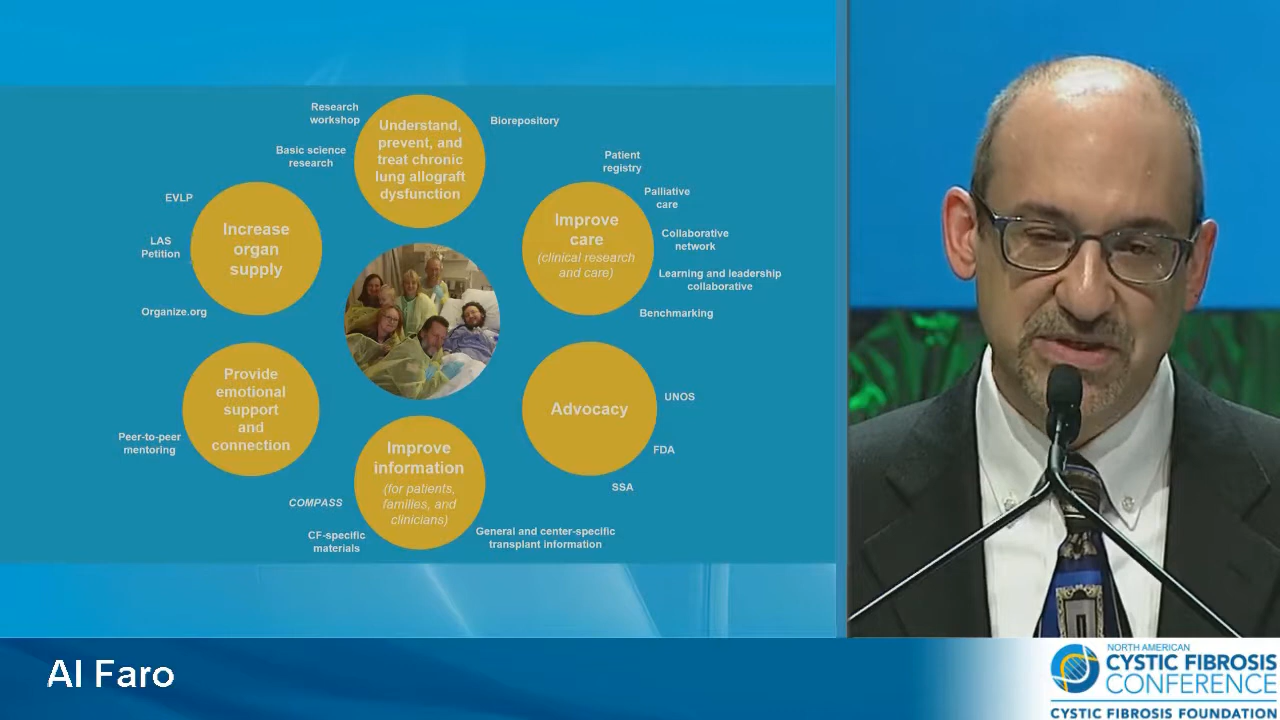 Research
workshop
Understand,
prevent, and
treat chronic
lung allograft
dysfunction
Biorepository
Basic science
research
Patient
registry
EVLP
Increase
organ
supply
Improve
care
(clinical research
and care)
Palliative
care
LAS
Petition
Collaborative
network
Learning and leadership
collaborative
Organize.org
Benchmarking
Provide
emotional
support
and
connection
Advocacy
UNOS
Peer-to-peer
mentoring
Improve
information
(for patients,
families, and
clinicians)
FDA
SSA
COMPASS
CF-specific
materials
General and center-specific
transplant information
Al Faro
NORTH AMERICAN
CYSTIC FIBROSIS
CONFERENCE
CYSTIC FIBROSIS FOUNDATION